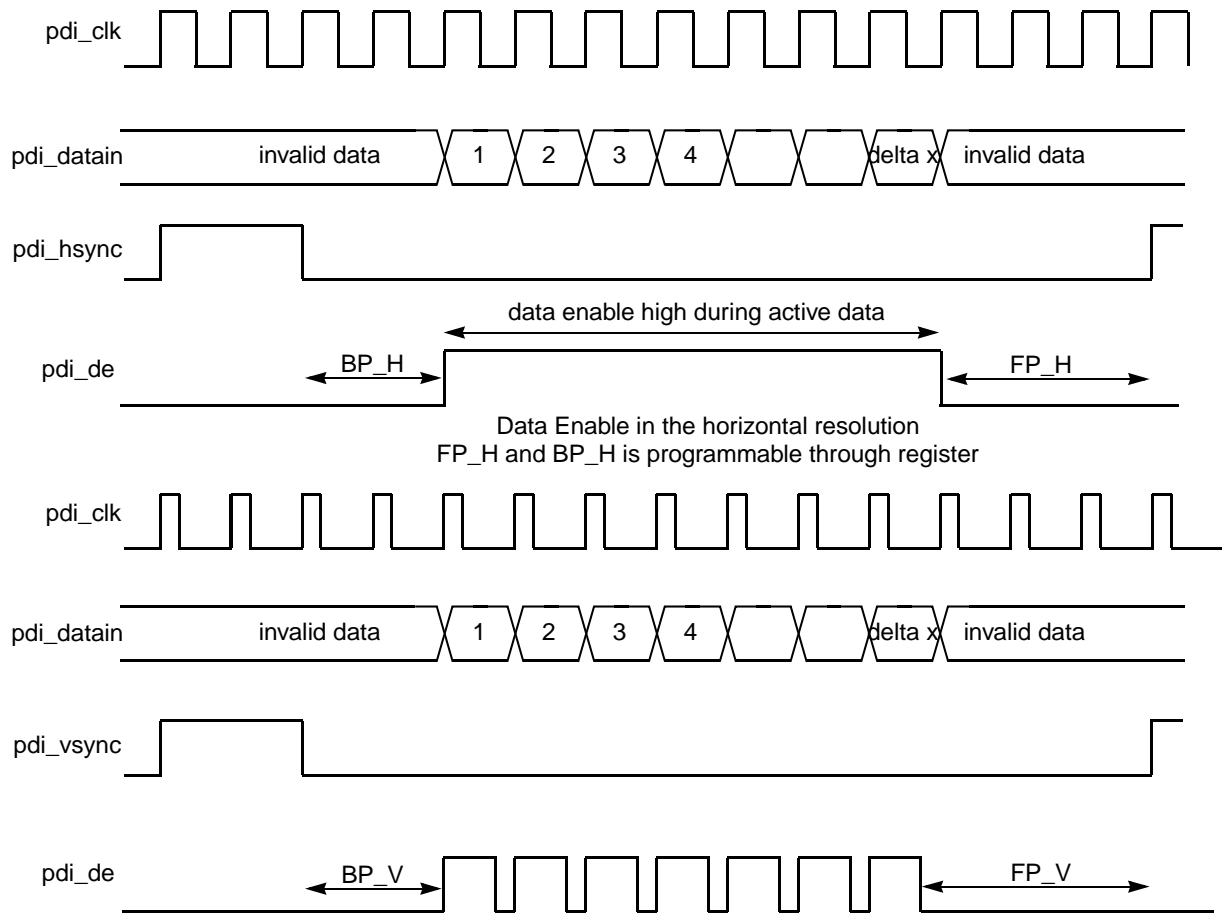 pdi_clk
pdi_datain
invalid data
1
2
3
4
delta x
invalid data
pdi_hsync
data enable high during active data
pdi_de
BP_H
FP_H
Data Enable in the horizontal resolution
FP_H and BP_H is programmable through register
pdi_clk
pdi_datain
invalid data
1
2
3
4
delta x
invalid data
pdi_vsync
pdi_de
BP_V
FP_V